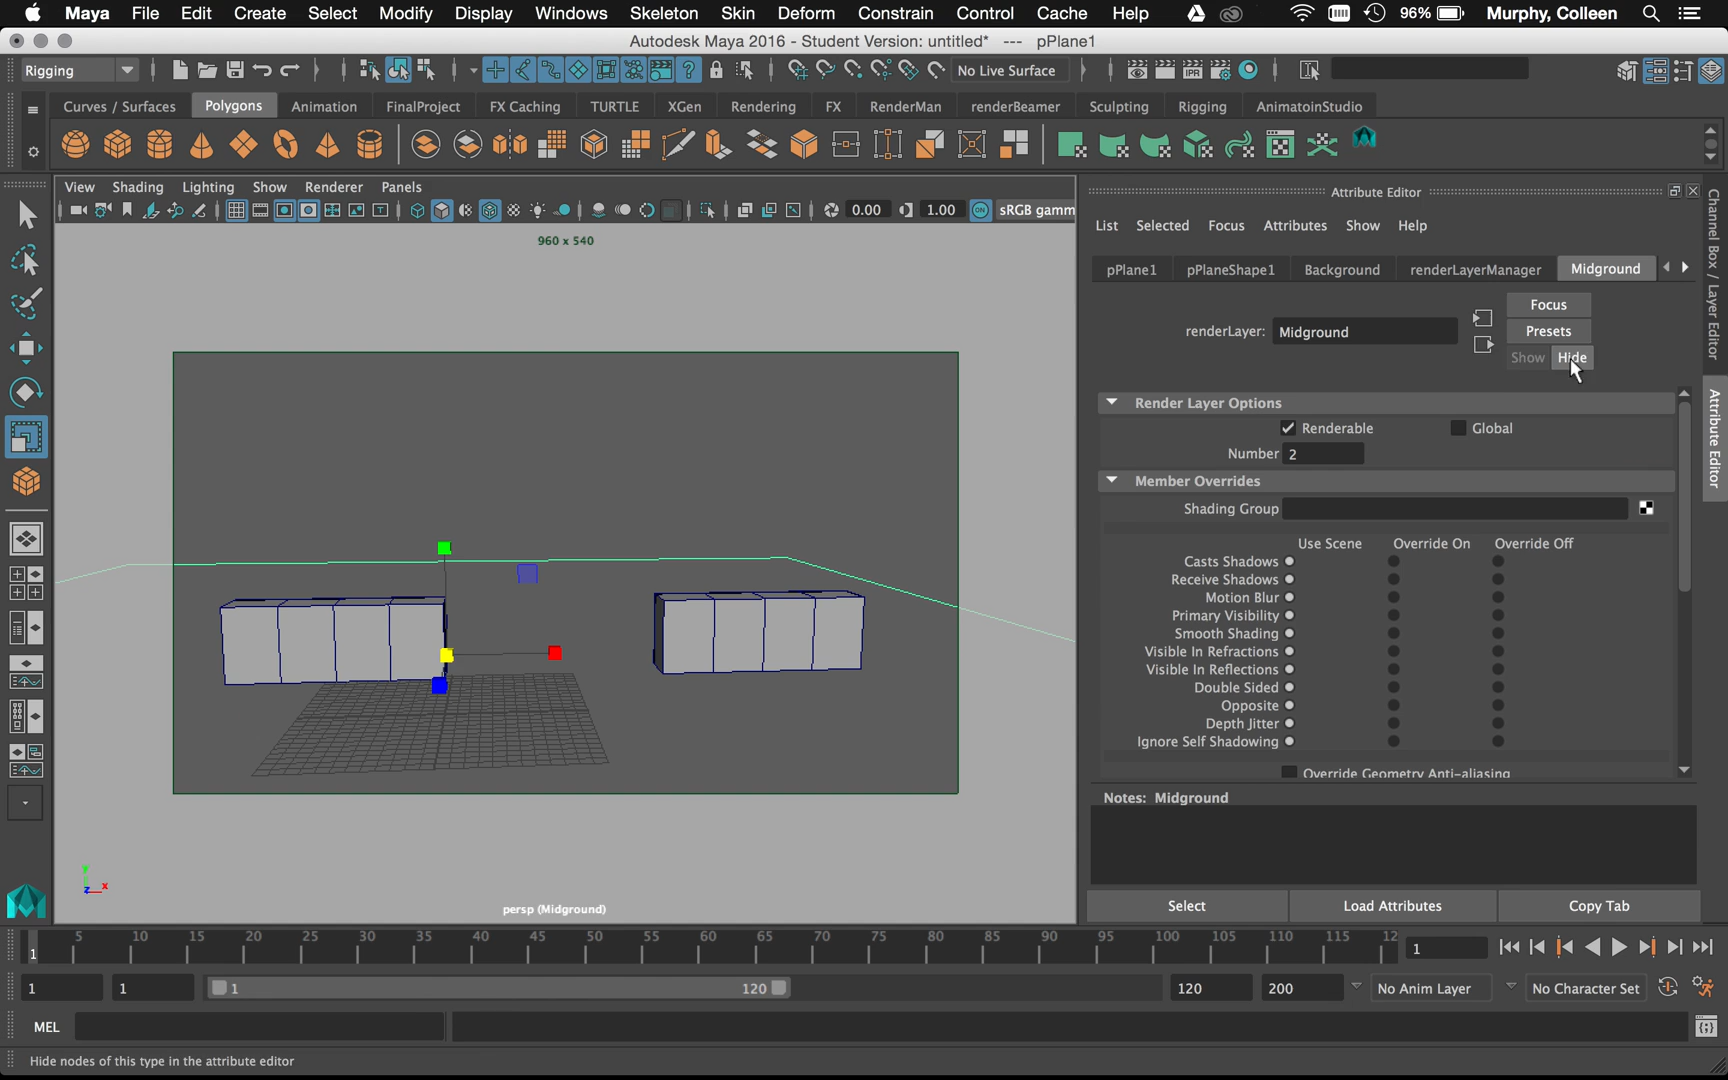 Maya File Edit Create Select Modify Display Windows Skeleton Skin Deform Constrain Control Cache Help 96% Murphy, Colleen
Autodesk Maya 2016 - Student Version: untitled* --- pPlane1
Rigging No Live Surface IPR
Curves / Surfaces Polygons Animation FinalProject FX Caching TURTLE XGen Rendering FX RenderMan renderBeamer Sculpting Rigging AnimatoinStudio
View Shading Lighting Show Renderer Panels
0.00 1.00 ON sRGB gamm
960 x 540
persp (Midground)
y
z x
Attribute Editor
List Selected Focus Attributes Show Help
pPlane1 pPlaneShape1 Background renderLayerManager Midground
renderLayer: Midground
Focus
Presets
Show Hide
Render Layer Options
Renderable Global
Number 2
Member Overrides
Shading Group
Use Scene Override On Override Off
Casts Shadows
Receive Shadows
Motion Blur
Primary Visibility
Smooth Shading
Visible In Refractions
Visible In Reflections
Double Sided
Opposite
Depth Jitter
Ignore Self Shadowing
Override Geometry Anti-aliasing
Notes: Midground
Select Load Attributes Copy Tab
Channel Box / Layer Editor
Attribute Editor
5 10 15 20 25 30 35 40 45 50 55 60 65 70 75 80 85 90 95 100 105 110 115 12
1 1
1 1 1 120 120 200 No Anim Layer No Character Set
MEL
Hide nodes of this type in the attribute editor